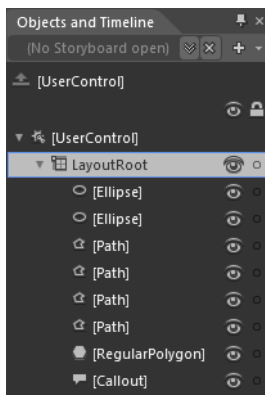 Objects and Timeline
(No Storyboard open)
[UserControl]
[UserControl]
LayoutRoot
[Ellipse]
[Ellipse]
[Path]
[Path]
[Path]
[Path]
[RegularPolygon]
[Callout]